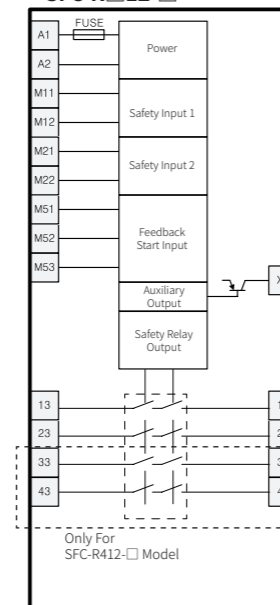 FUSE
A1
Power
A2
M11
Safety Input 1
M12
M21
Safety Input 2
M22
M51
Feedback
Start Input
M52
M53
Auxiliary
Output
Safety Relay
Output
13
23
33
43
Only For
SFC-R412-□ Model